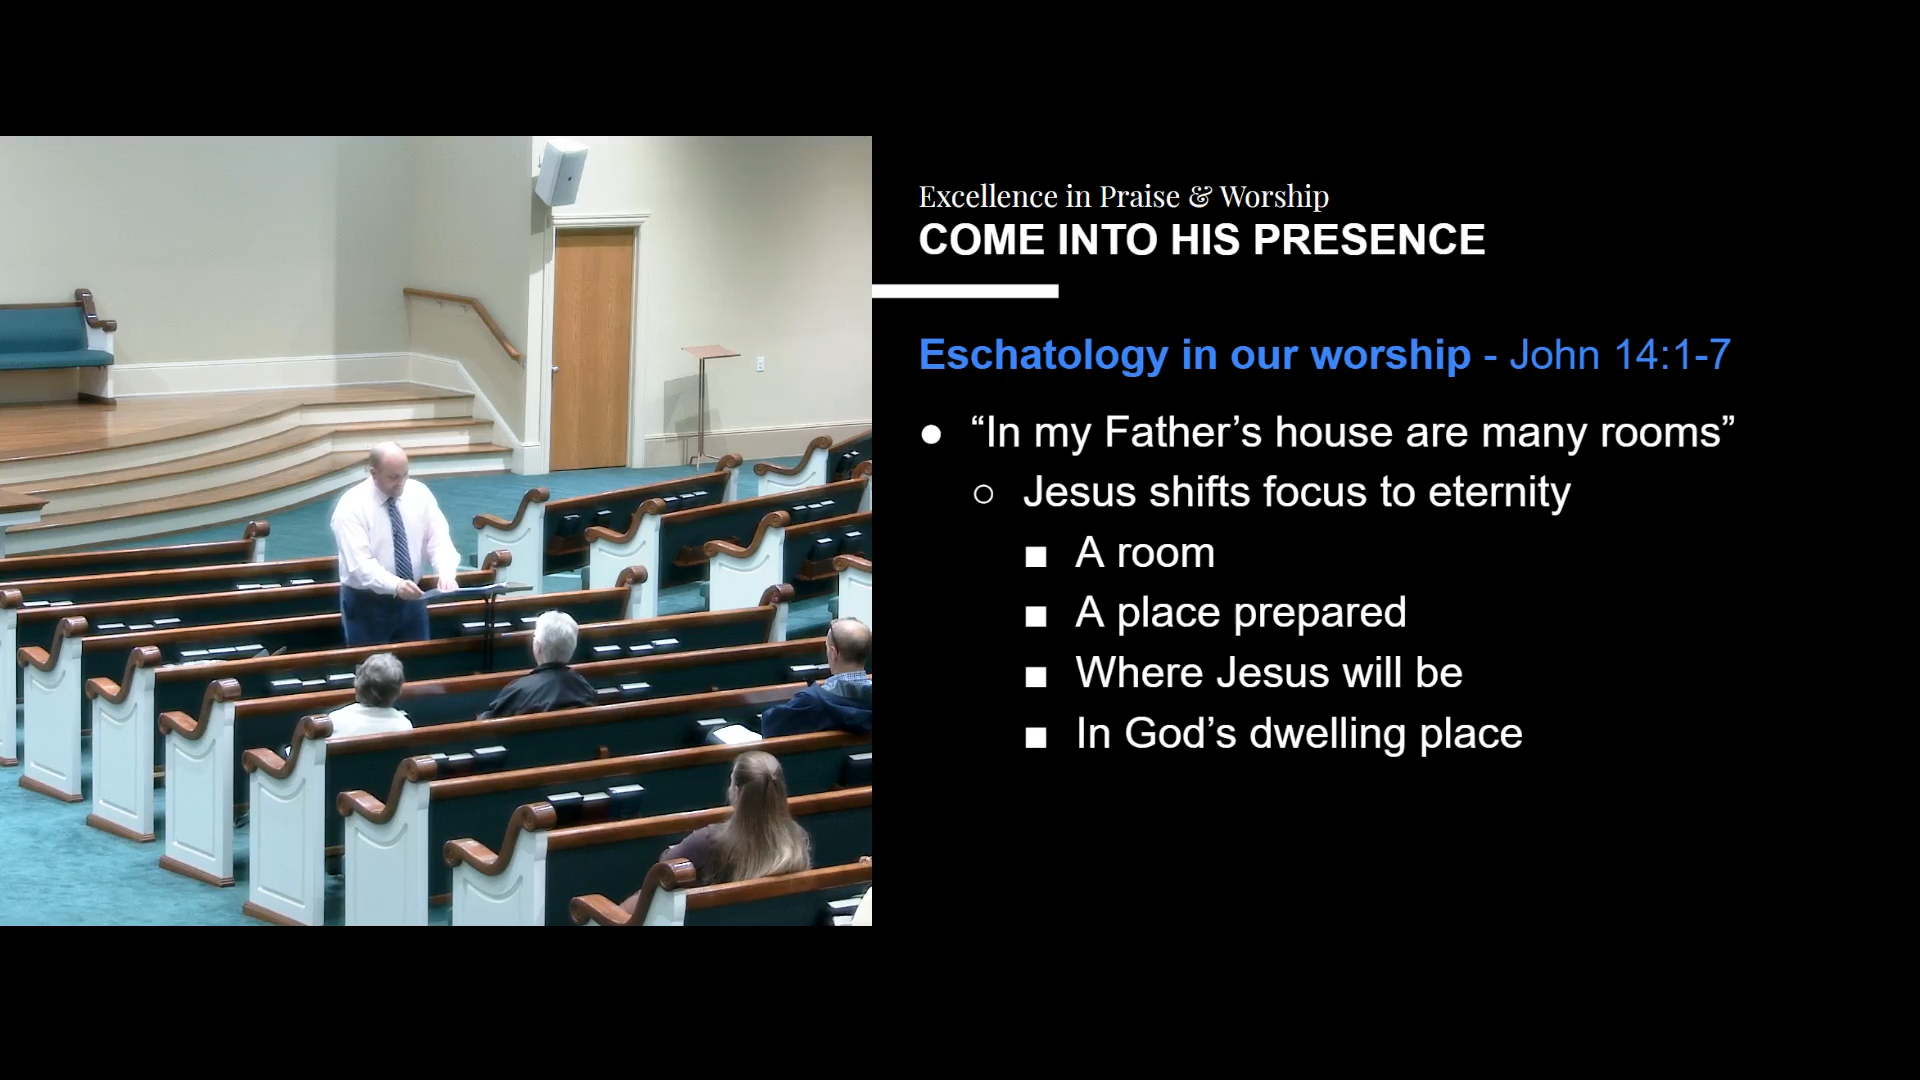 Excellence in Praise & Worship
COME INTO HIS PRESENCE
Eschatology in our worship - John 14:1-7
● “In my Father’s house are many rooms”
○ Jesus shifts focus to eternity
■ A room
■ A place prepared
■ Where Jesus will be
■ In God’s dwelling place